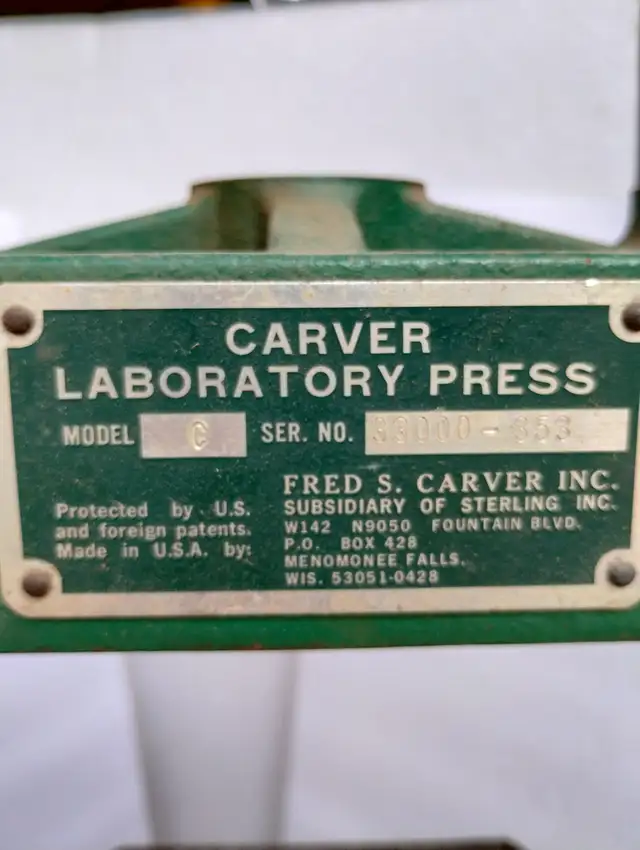 CARVER
LABORATORY PRESS
MODEL C SER. NO.
FRED S. CARVER INC.
SUBSIDIARY OF STERLING INC.
W142 N9050 FOUNTAIN BLVD.
P.O. BOX 428
MENOMONEE FALLS.
WIS. 53051-0428
Protected by U.S.
and foreign patents.
Made in U.S.A. by: